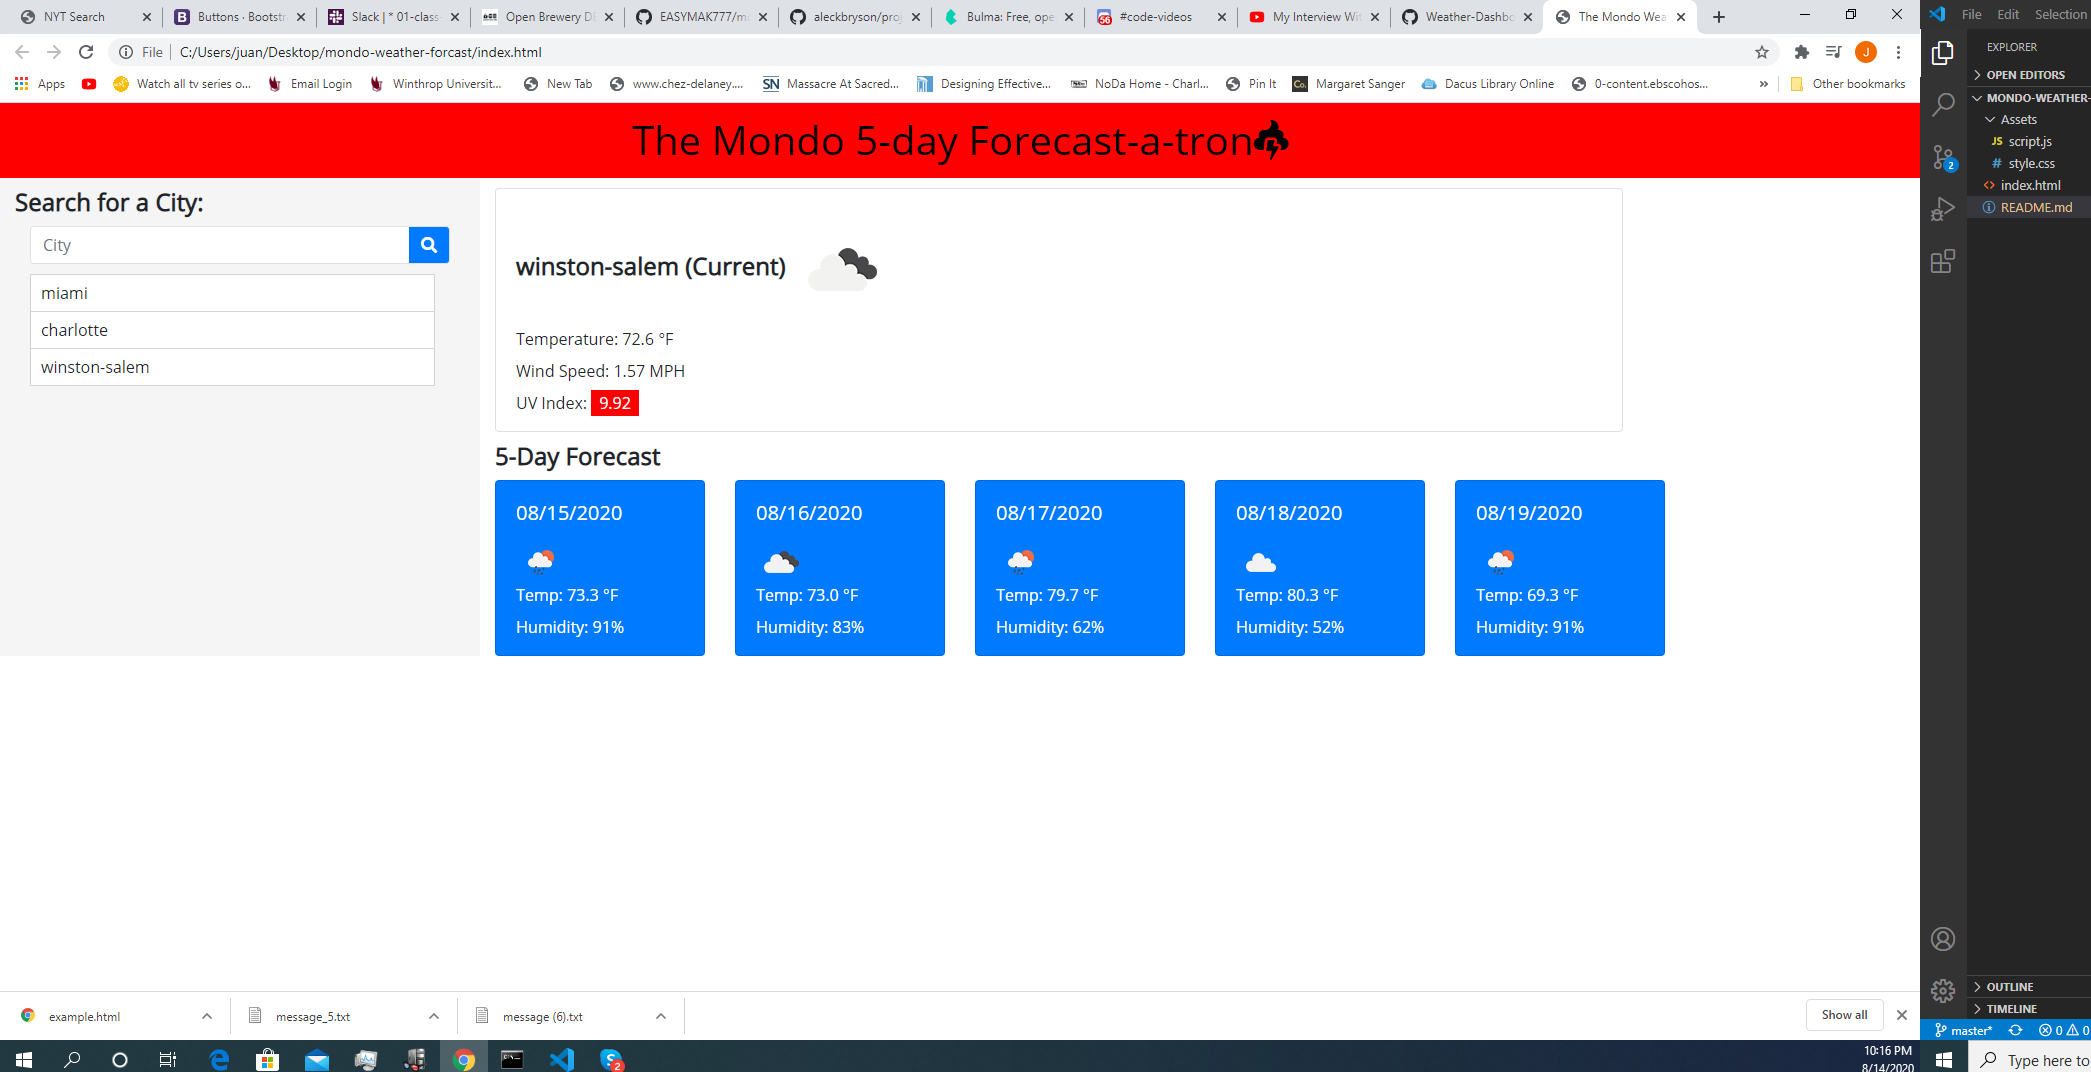 NYT Search
Buttons · Bootstr
Slack | * 01-class-
Open Brewery DB
EASYMAK777/mo
aleckbryson/proj
Bulma: Free, ope
#code-videos
My Interview Wit
Weather-Dashbo
The Mondo Wea
File
C:/Users/juan/Desktop/mondo-weather-forcast/index.html
J
Apps
Watch all tv series o...
Email Login
Winthrop Universit...
New Tab
www.chez-delaney....
SN
Massacre At Sacred...
Designing Effective...
NoDa Home - Charl...
Pin It
Co.
Margaret Sanger
Dacus Library Online
0-content.ebscohos...
»
Other bookmarks
The Mondo 5-day Forecast-a-tron
Search for a City:
City
miami
charlotte
winston-salem
winston-salem (Current)
Temperature: 72.6 °F
Wind Speed: 1.57 MPH
UV Index: 9.92
5-Day Forecast
08/15/2020
Temp: 73.3 °F
Humidity: 91%
08/16/2020
Temp: 73.0 °F
Humidity: 83%
08/17/2020
Temp: 79.7 °F
Humidity: 62%
08/18/2020
Temp: 80.3 °F
Humidity: 52%
08/19/2020
Temp: 69.3 °F
Humidity: 91%
example.html
message_5.txt
message (6).txt
Show all
10:16 PM
8/14/2020
File Edit Selection
EXPLORER
OPEN EDITORS
MONDO-WEATHER-
Assets
JS script.js
# style.css
<> index.html
README.md
2
OUTLINE
TIMELINE
master* 0 0
Type here to
2